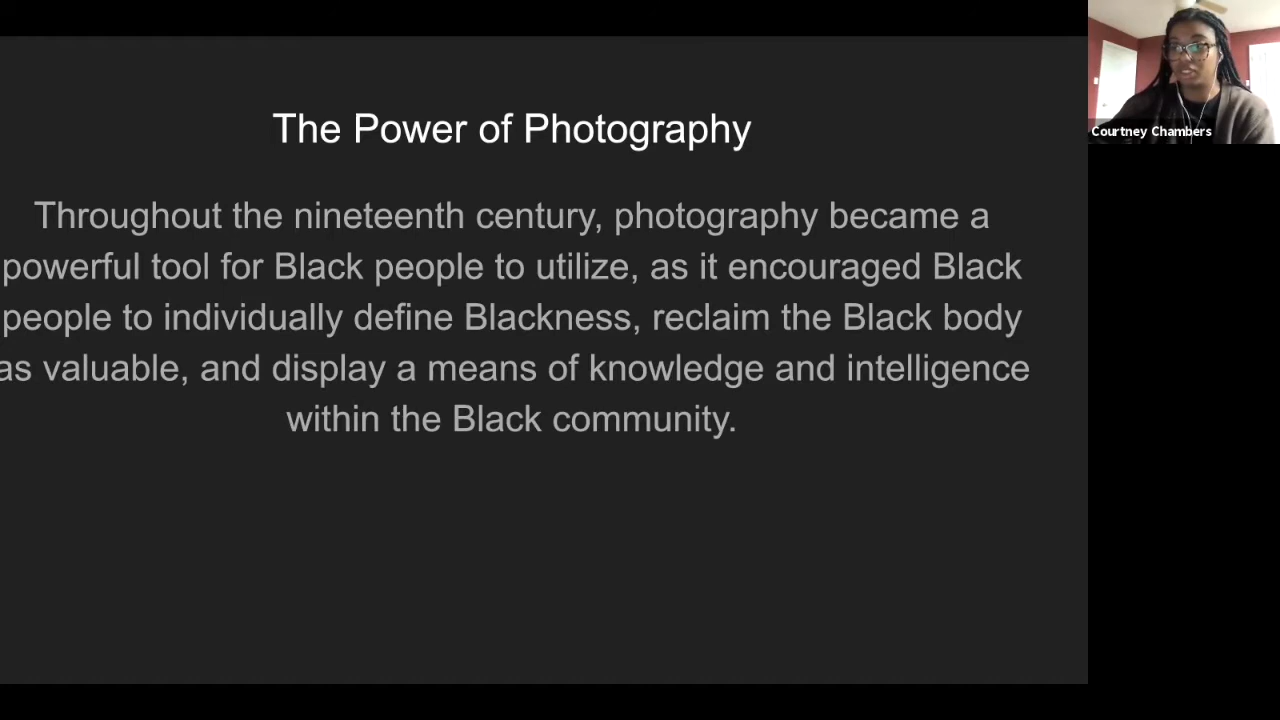 The Power of Photography
Throughout the nineteenth century, photography became a
powerful tool for Black people to utilize, as it encouraged Black
people to individually define Blackness, reclaim the Black body
as valuable, and display a means of knowledge and intelligence
within the Black community.
Courtney Chambers